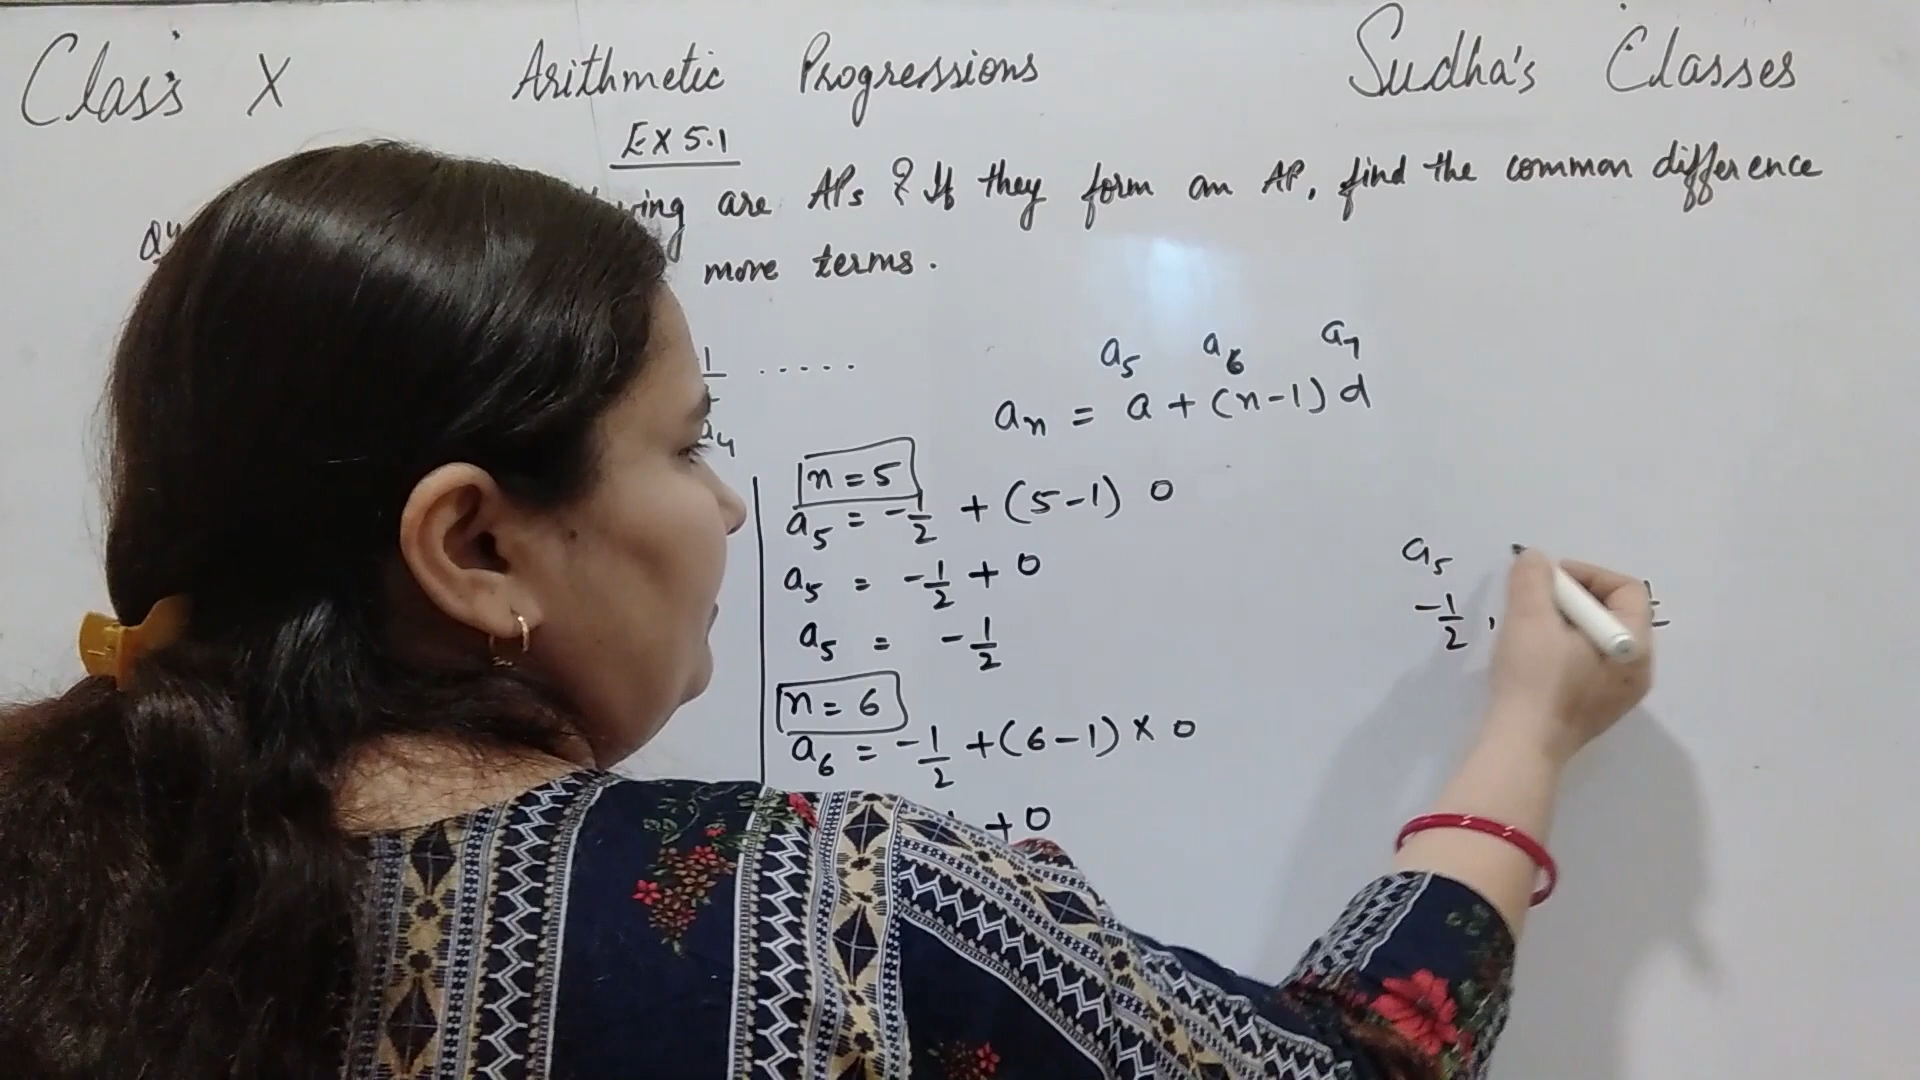 Class X Arithmetic Progressions Sudha's Classes
EX 5.1
are APs ? If they form an AP, find the common difference
more terms.
.....
a₄
a₅ a₆ a₇
aₙ = a + (n-1) d
n = 5
a₅ = -1/2 + (5-1) 0
a₅ = -1/2 + 0
a₅ = -1/2
n = 6
a₆ = -1/2 + (6-1) × 0
+ 0
a₅
-1/2 ,